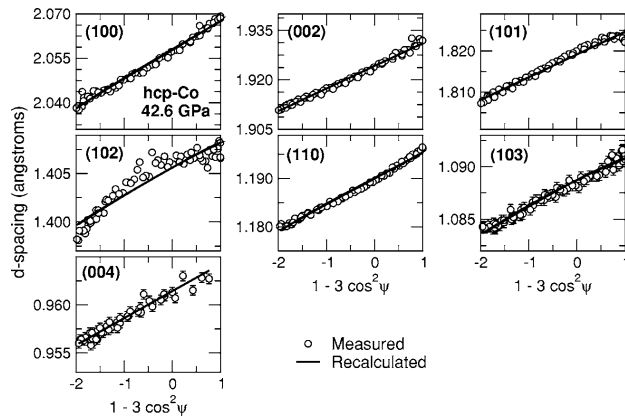 2.070
2.055
2.040
(100)
hcp-Co
42.6 GPa
1.935
1.920
1.905
(002)
1.820
1.810
(101)
d-spacing (angstroms)
1.405
1.400
(102)
1.190
1.180
(110)
-2 -1 0 1
1 - 3 cos²ψ
1.090
1.085
(103)
-2 -1 0 1
1 - 3 cos²ψ
0.960
0.955
(004)
-2 -1 0 1
1 - 3 cos²ψ
Measured
Recalculated